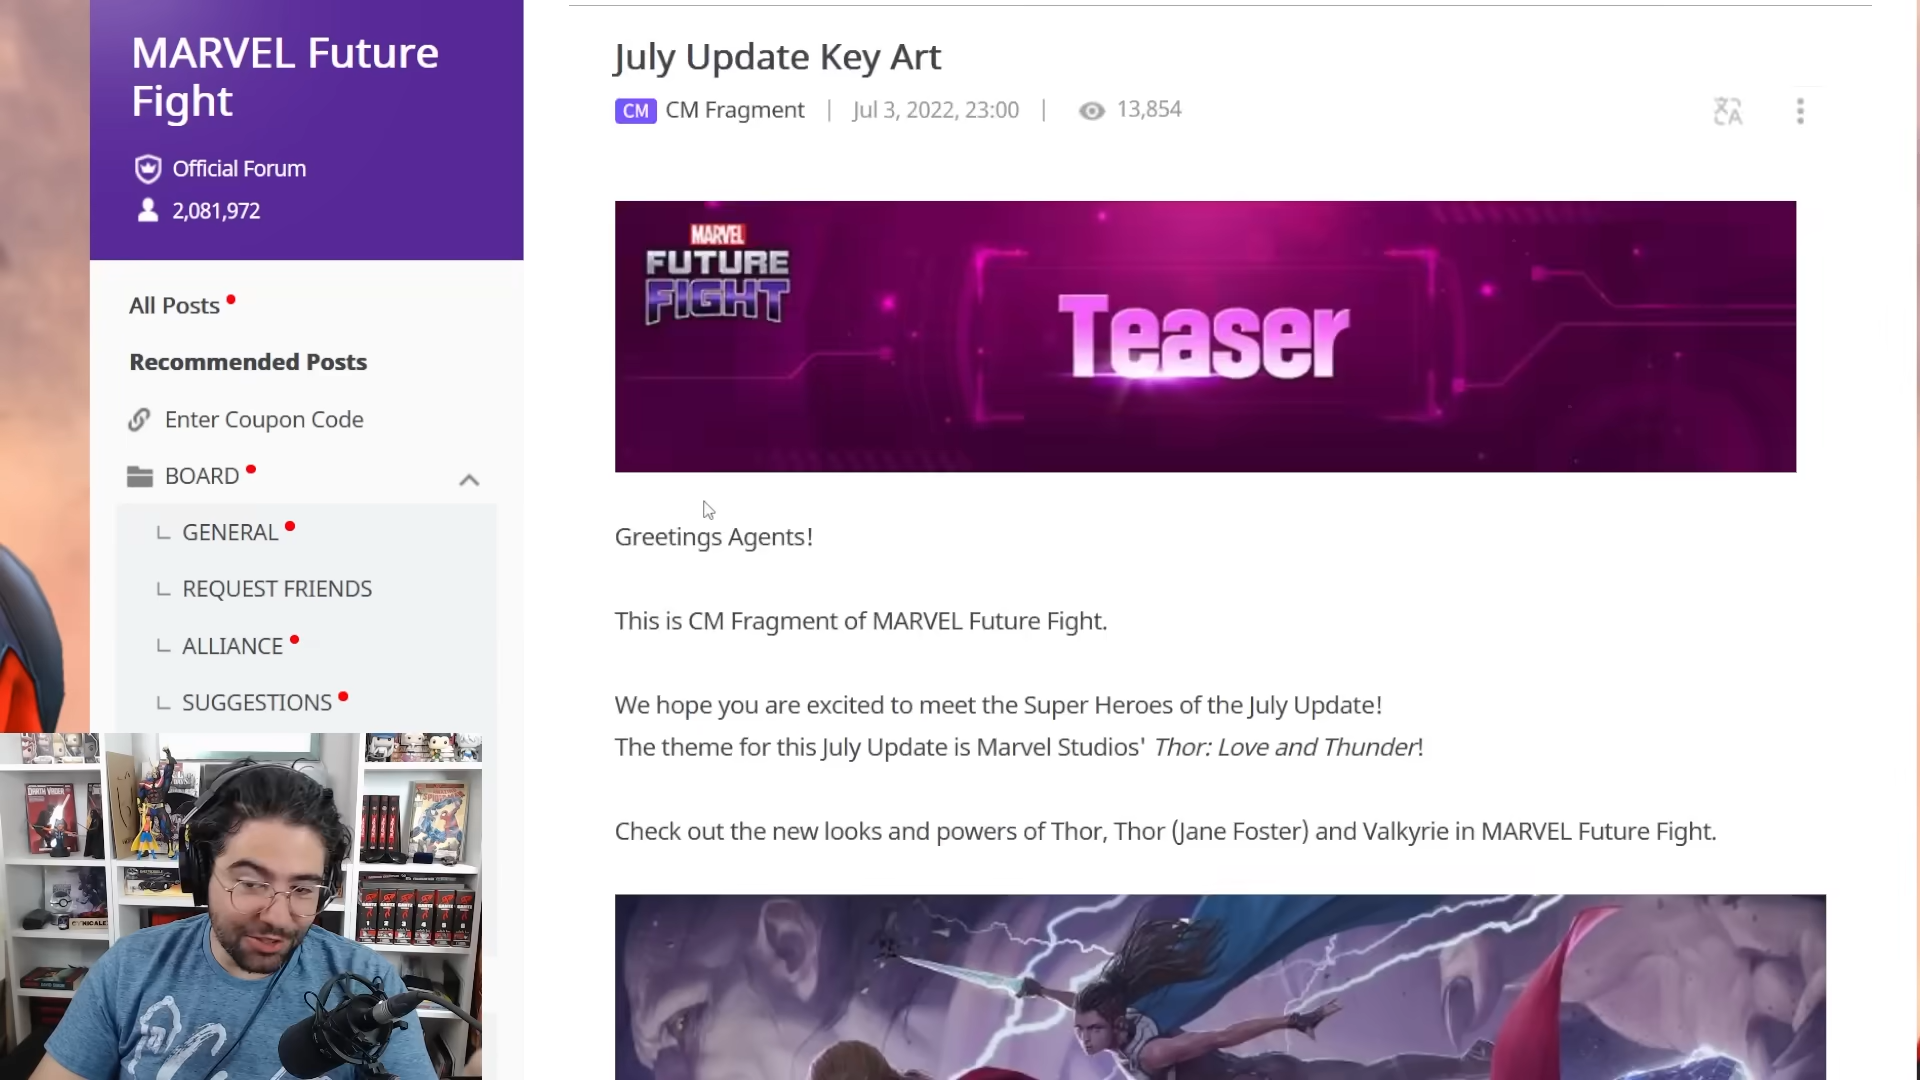 MARVEL Future
Fight
Official Forum
2,081,972
All Posts
Recommended Posts
Enter Coupon Code
BOARD
GENERAL
REQUEST FRIENDS
ALLIANCE
SUGGESTIONS
July Update Key Art
CM CM Fragment | Jul 3, 2022, 23:00 | 13,854
MARVEL
FUTURE
FIGHT
Teaser
Greetings Agents!
This is CM Fragment of MARVEL Future Fight.
We hope you are excited to meet the Super Heroes of the July Update!
The theme for this July Update is Marvel Studios' Thor: Love and Thunder!
Check out the new looks and powers of Thor, Thor (Jane Foster) and Valkyrie in MARVEL Future Fight.
DARTH VADER